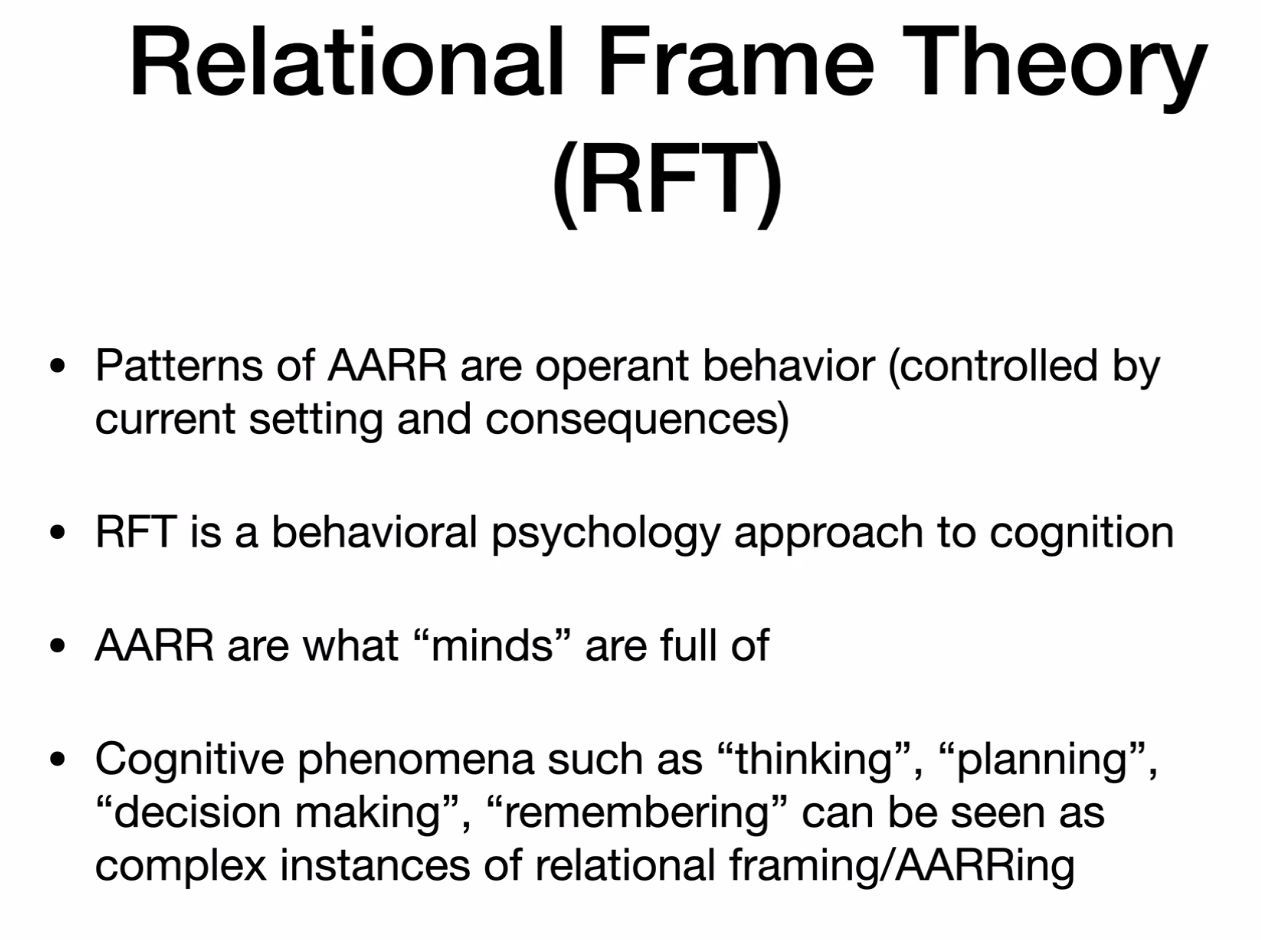 Relational Frame Theory
(RFT)
• Patterns of AARR are operant behavior (controlled by
current setting and consequences)
• RFT is a behavioral psychology approach to cognition
• AARR are what “minds” are full of
• Cognitive phenomena such as “thinking”, “planning”,
“decision making”, “remembering” can be seen as
complex instances of relational framing/AARRing